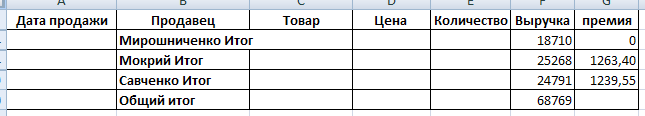 A B C D E F G
Дата продажи Продавец Товар Цена Количество Выручка премия
Мирошниченко Итог 18710 0
Мокрий Итог 25268 1263,40
Савченко Итог 24791 1239,55
Общий итог 68769